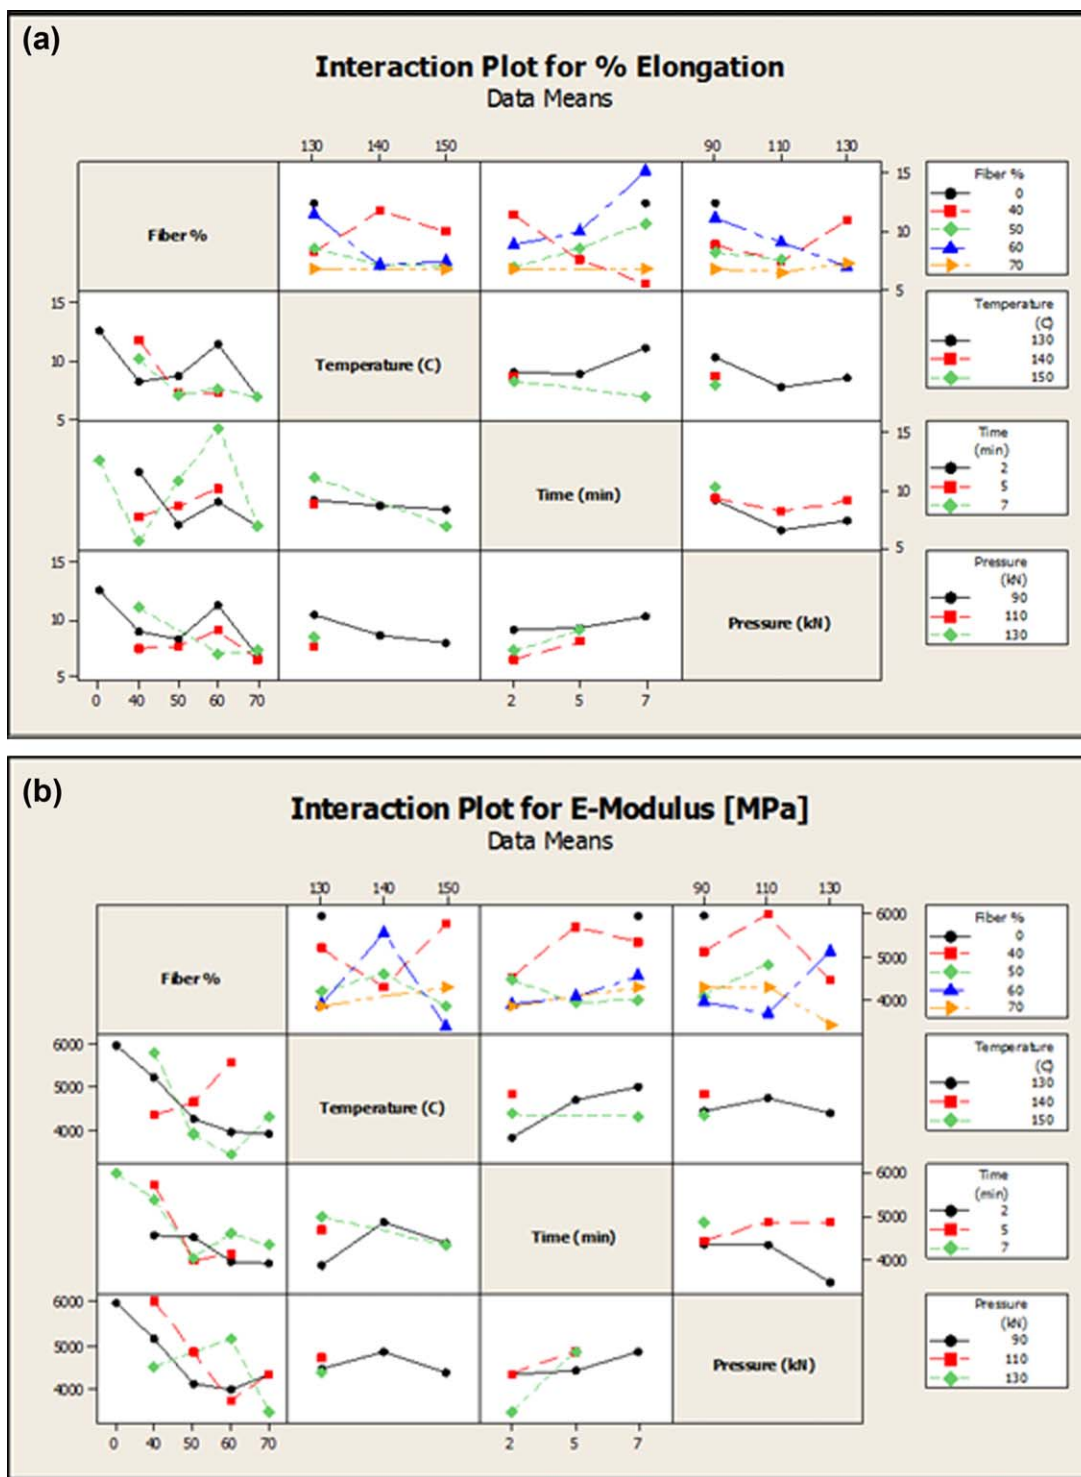 (a)
Interaction Plot for % Elongation
Data Means
130 140 150 90 110 130
Fiber %
15
10
5
Fiber %
0
40
50
60
70
15
10
5
Temperature (C)
Temperature
(C)
130
140
150
Time (min)
15
10
5
Time
(min)
2
5
7
15
10
5
Pressure (kN)
Pressure
(kN)
90
110
130
0 40 50 60 70 2 5 7
(b)
Interaction Plot for E-Modulus [MPa]
Data Means
130 140 150 90 110 130
Fiber %
6000
5000
4000
Fiber %
0
40
50
60
70
6000
5000
4000
Temperature (C)
Temperature
(C)
130
140
150
Time (min)
6000
5000
4000
Time
(min)
2
5
7
6000
5000
4000
Pressure (kN)
Pressure
(kN)
90
110
130
0 40 50 60 70 2 5 7